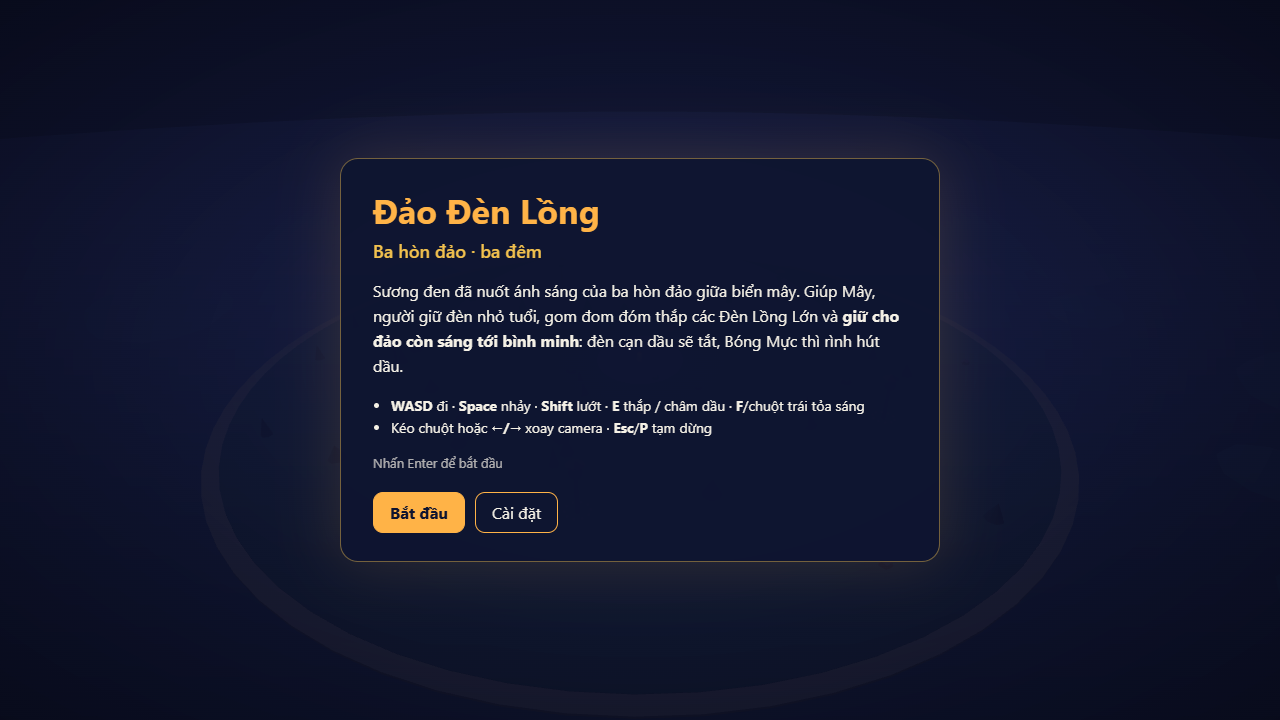 Đảo Đèn Lồng
Ba hòn đảo · ba đêm
Sương đen đã nuốt ánh sáng của ba hòn đảo giữa biển mây. Giúp Mây,
người giữ đèn nhỏ tuổi, gom đom đóm thắp các Đèn Lồng Lớn và giữ cho
đảo còn sáng tới bình minh: đèn cạn dầu sẽ tắt, Bóng Mực thì rình hút
dầu.
• WASD đi · Space nhảy · Shift lướt · E thắp / châm dầu · F/chuột trái tỏa sáng
• Kéo chuột hoặc ←/→ xoay camera · Esc/P tạm dừng
Nhấn Enter để bắt đầu
Bắt đầu
Cài đặt